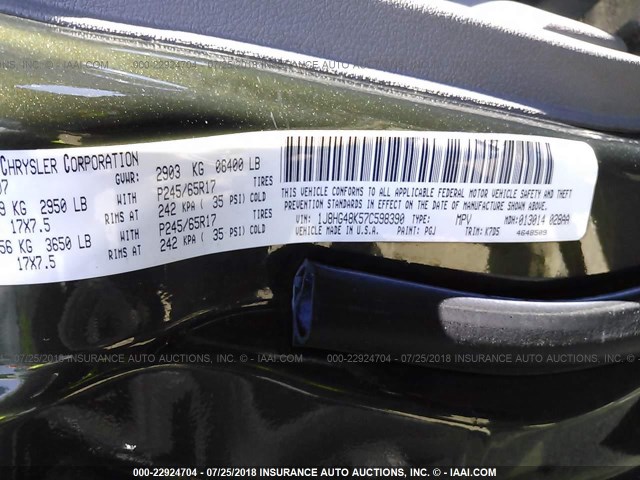 000-22924704 - 07/25/2018 INSURANCE AUTO AUCTIONS, INC. © - IAAI.COM
CHRYSLER CORPORATION
GVWR: 2903 KG 06400 LB
KG 2950 LB WITH P245/65R17 TIRES
17X7.5 RIMS AT 242 KPA ( 35 PSI) COLD
56 KG 3650 LB WITH P245/65R17 TIRES
17X7.5 RIMS AT 242 KPA ( 35 PSI) COLD
THIS VEHICLE CONFORMS TO ALL APPLICABLE FEDERAL MOTOR VEHICLE SAFETY AND THEFT
PREVENTION STANDARDS IN EFFECT ON THE DATE OF MANUFACTURE SHOWN ABOVE.
VIN: 1J8HG48K57C598390 TYPE: MPV MDH: 013014 028AA
VEHICLE MADE IN U.S.A. PAINT: PGJ TRIM: K7D5 4648509
000-22924704 - 07/25/2018 INSURANCE AUTO AUCTIONS, INC. © - IAAI.COM
000-22924704 - 07/25/2018 INSURANCE AUTO AUCTIONS, INC. © - IAAI.COM